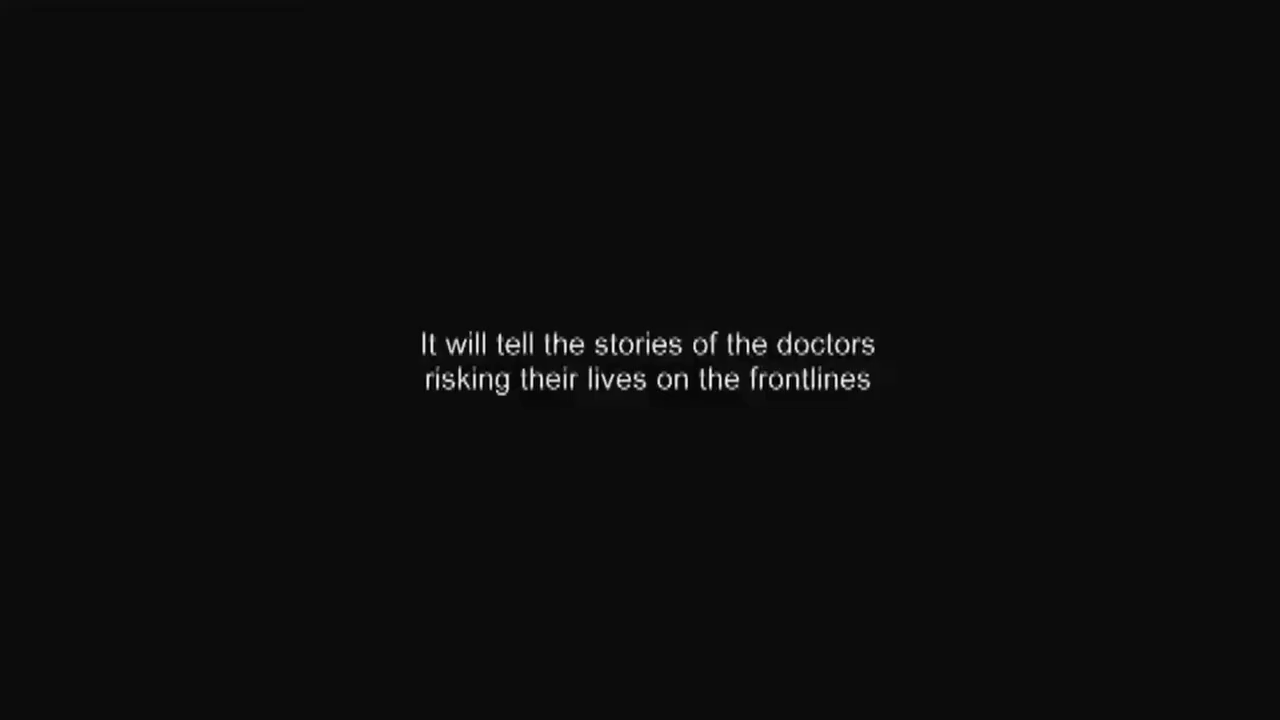 It will tell the stories of the doctors
risking their lives on the frontlines